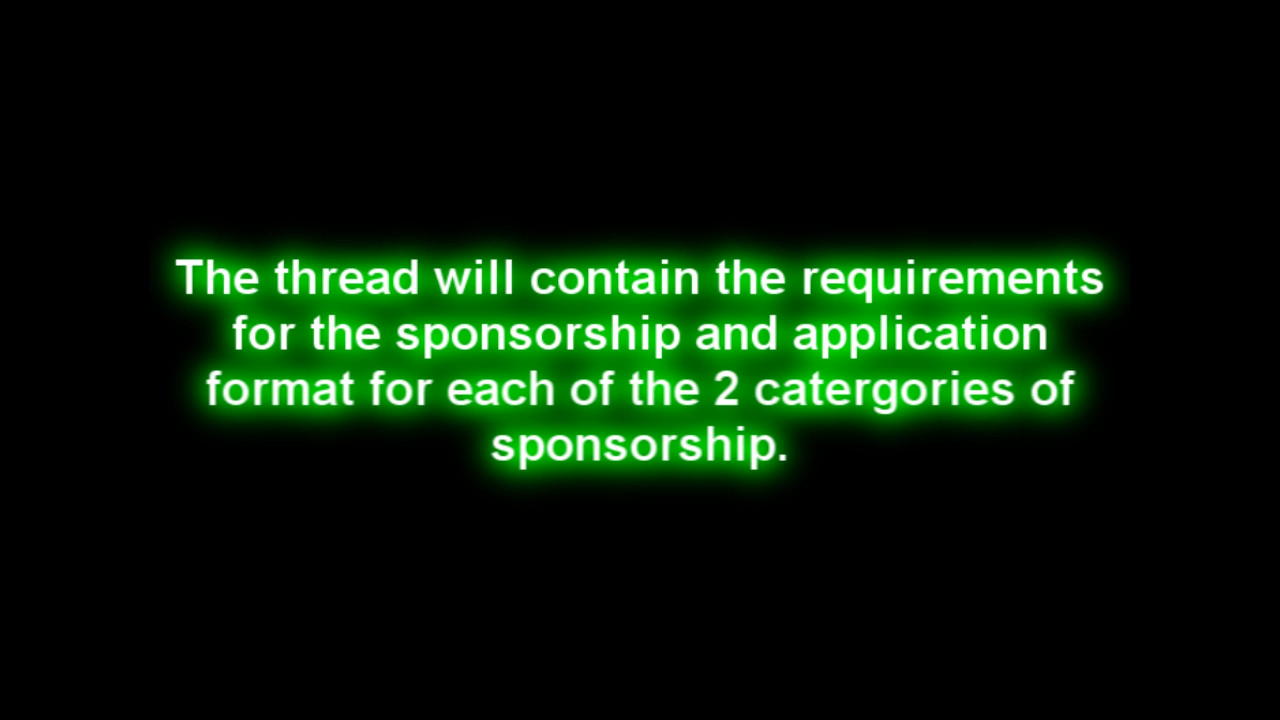 The thread will contain the requirements
for the sponsorship and application
format for each of the 2 catergories of
sponsorship.